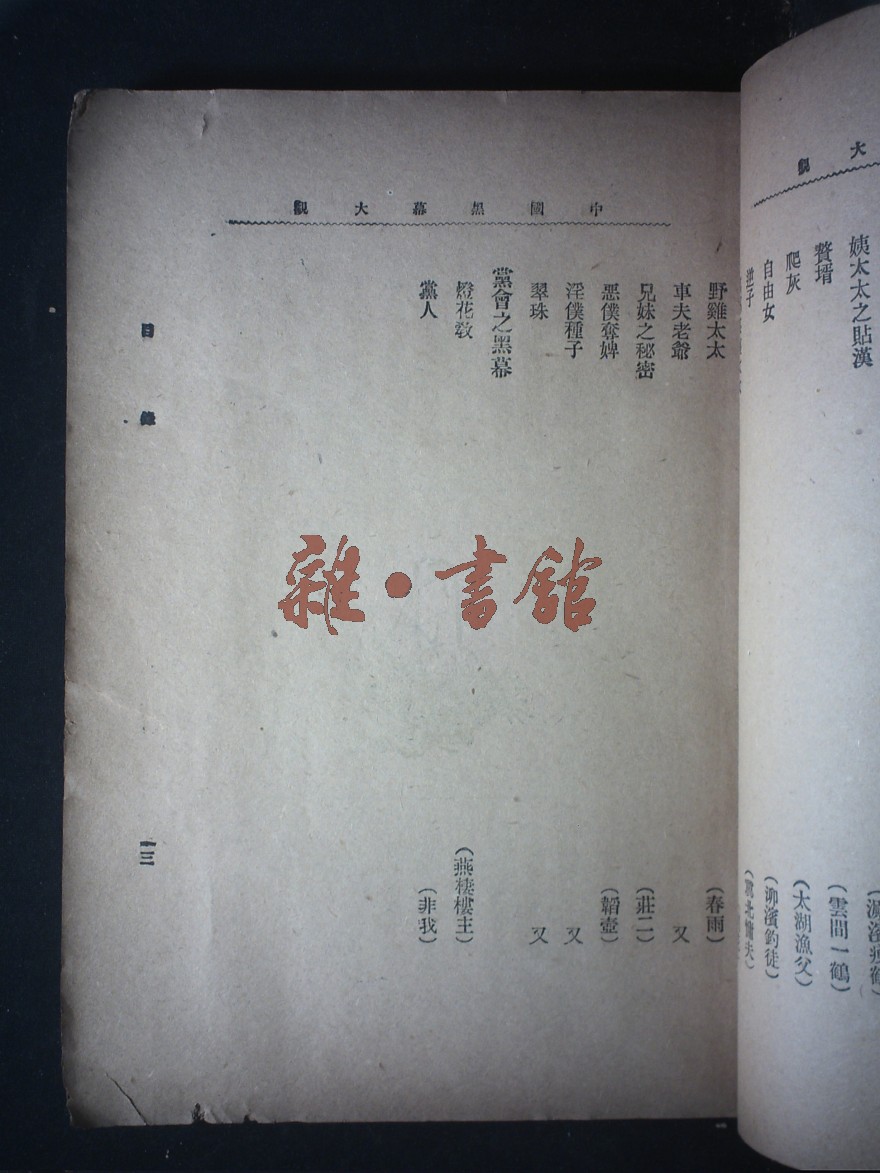 大觀
姨太太之貼漢
贅壻 (雲間一鶴)
爬灰 (太湖漁父)
自由女 (泖濱釣徒)
逆子
中國黑幕大觀
野雞太太 (春雨)
車夫老爺 又
兄妹之秘密 (莊二)
惡僕奪婢 (韜壺)
淫僕種子 又
翠珠 又
黨會之黑幕
燈花教 (燕棲樓主)
黨人 (非我)
目錄
一三
雜·書館